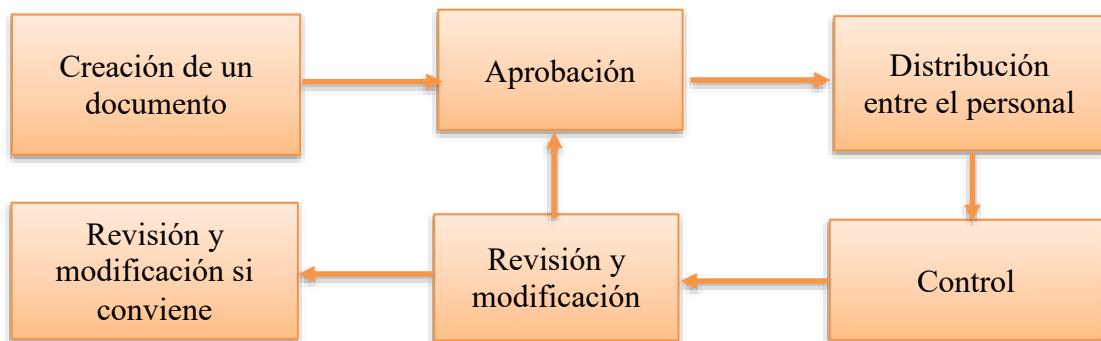 Creación de un
documento
Aprobación
Distribución
entre el personal
Revisión y
modificación si
conviene
Revisión y
modificación
Control